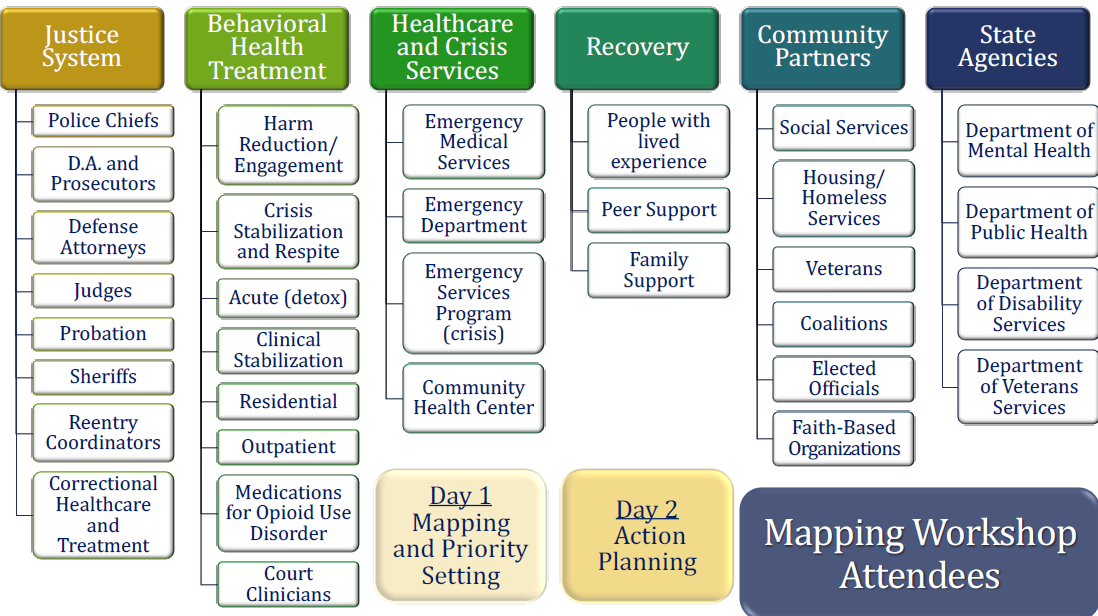 Justice
System
Police Chiefs
D.A. and
Prosecutors
Defense
Attorneys
Judges
Probation
Sheriffs
Reentry
Coordinators
Correctional
Healthcare
and
Treatment
Behavioral
Health
Treatment
Harm
Reduction/
Engagement
Crisis
Stabilization
and Respite
Acute (detox)
Clinical
Stabilization
Residential
Outpatient
Medications
for Opioid Use
Disorder
Court
Clinicians
Healthcare
and Crisis
Services
Emergency
Medical
Services
Emergency
Department
Emergency
Services
Program
(crisis)
Community
Health Center
Recovery
People with
lived
experience
Peer Support
Family
Support
Community
Partners
Social Services
Housing/
Homeless
Services
Veterans
Coalitions
Elected
Officials
Faith-Based
Organizations
State
Agencies
Department of
Mental Health
Department of
Public Health
Department
of Disability
Services
Department
of Veterans
Services
Day 1
Mapping
and Priority
Setting
Day 2
Action
Planning
Mapping Workshop
Attendees